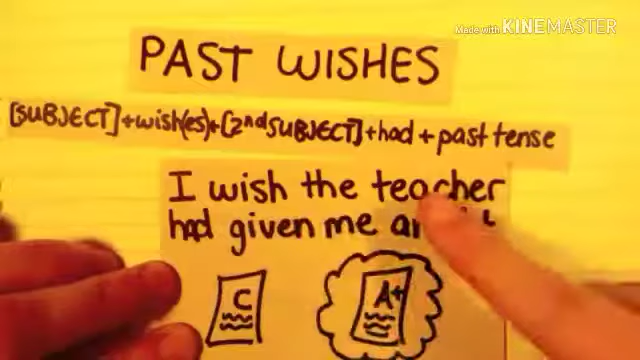 Made with KINEMASTER
PAST WISHES
[SUBJECT]+wish(es)+[2nd SUBJECT]+had+past tense
I wish the teacher
had given me
C
A+